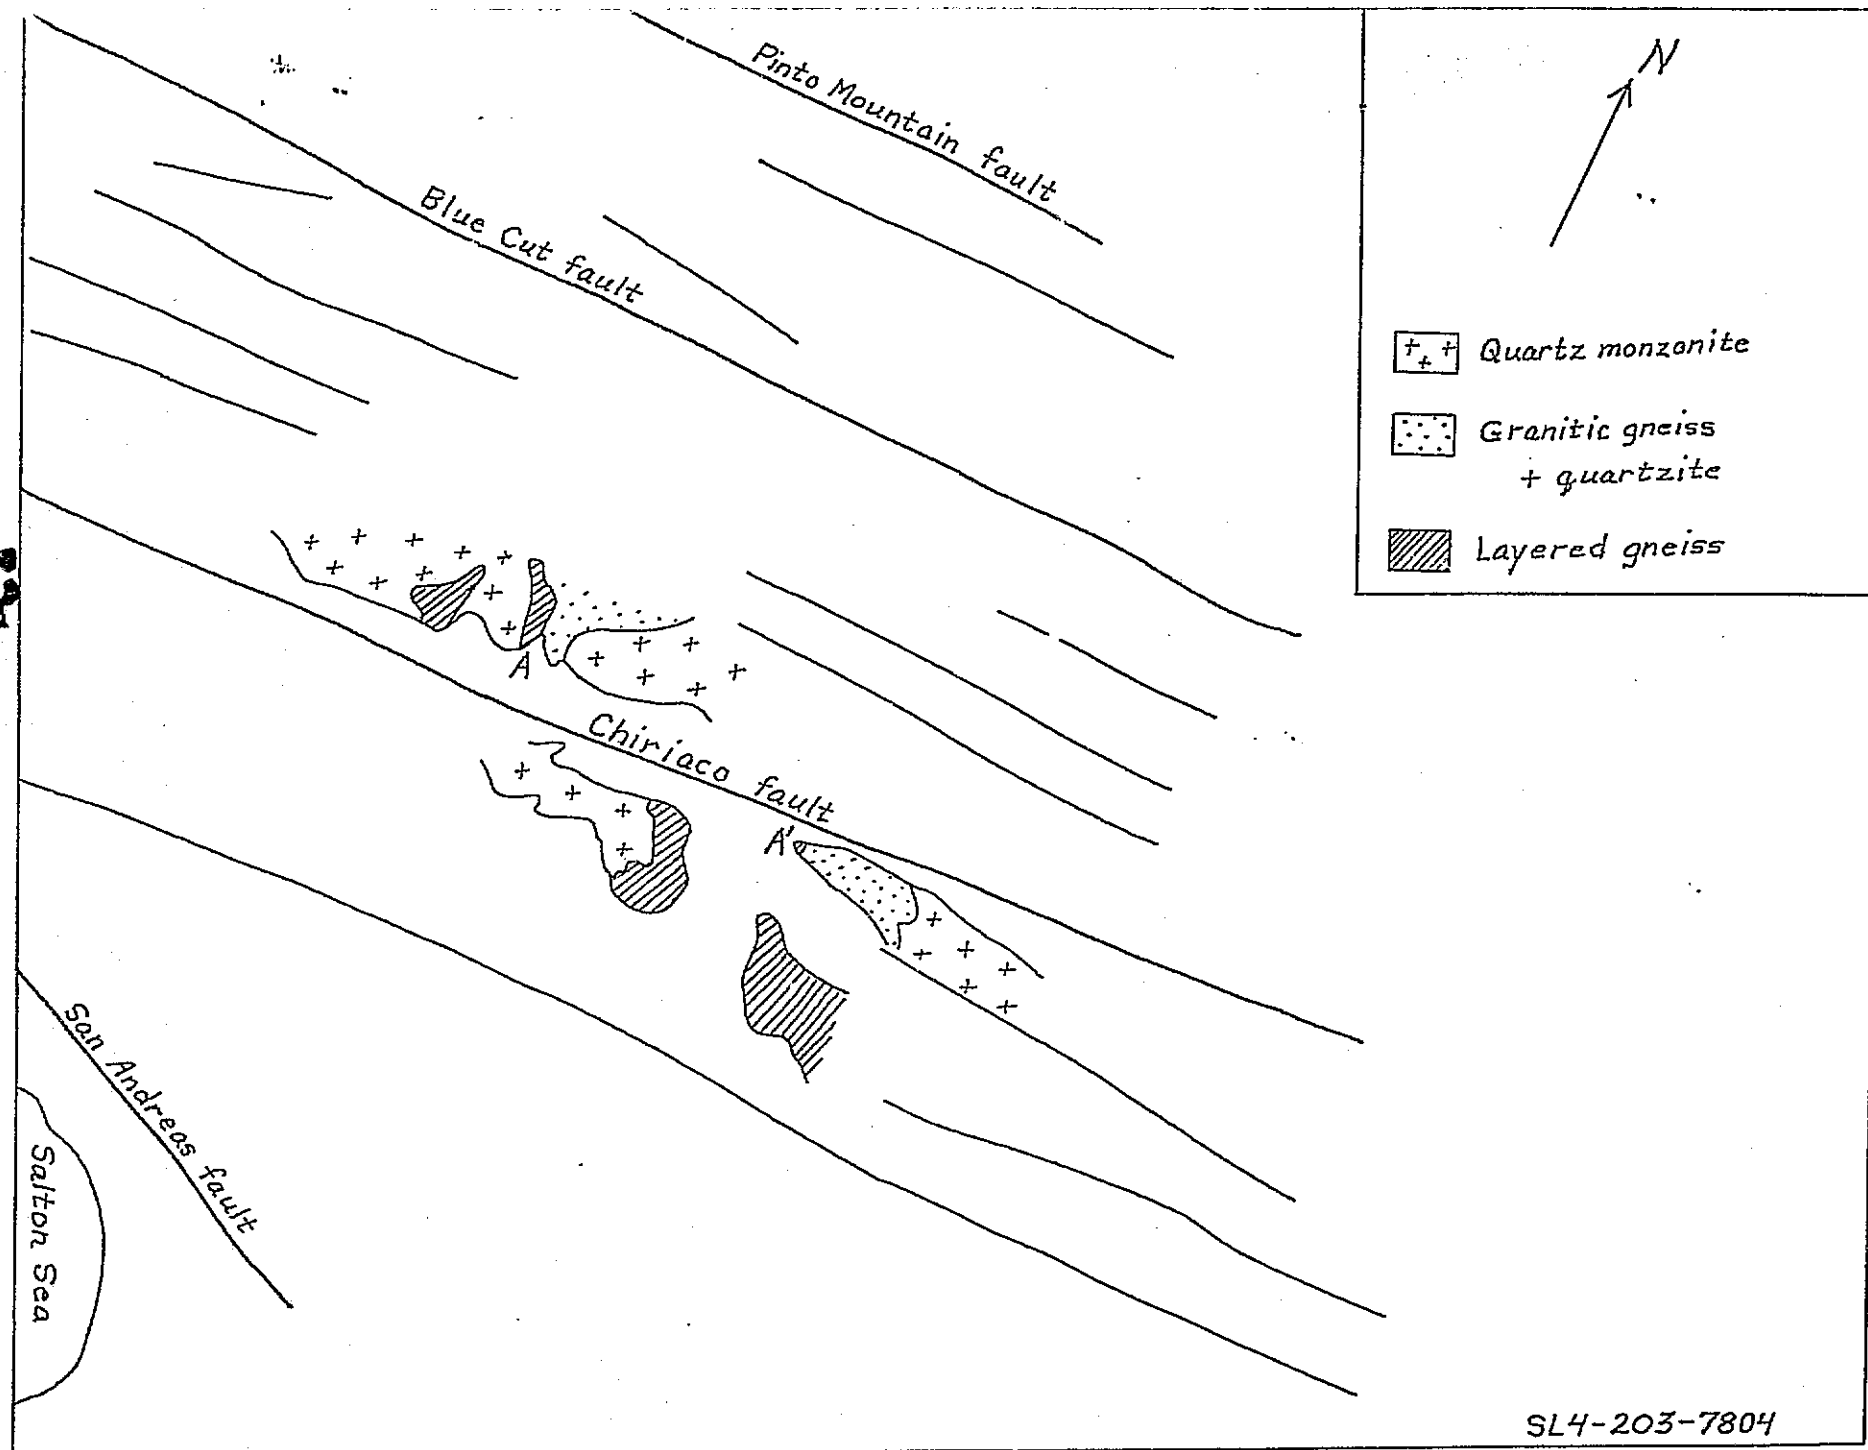 Pinto Mountain fault
Blue Cut fault
N
Quartz monzonite
Granitic gneiss
+ quartzite
Layered gneiss
A
Chiriaco fault
A'
San Andreas fault
Salton Sea
SL4-203-7804